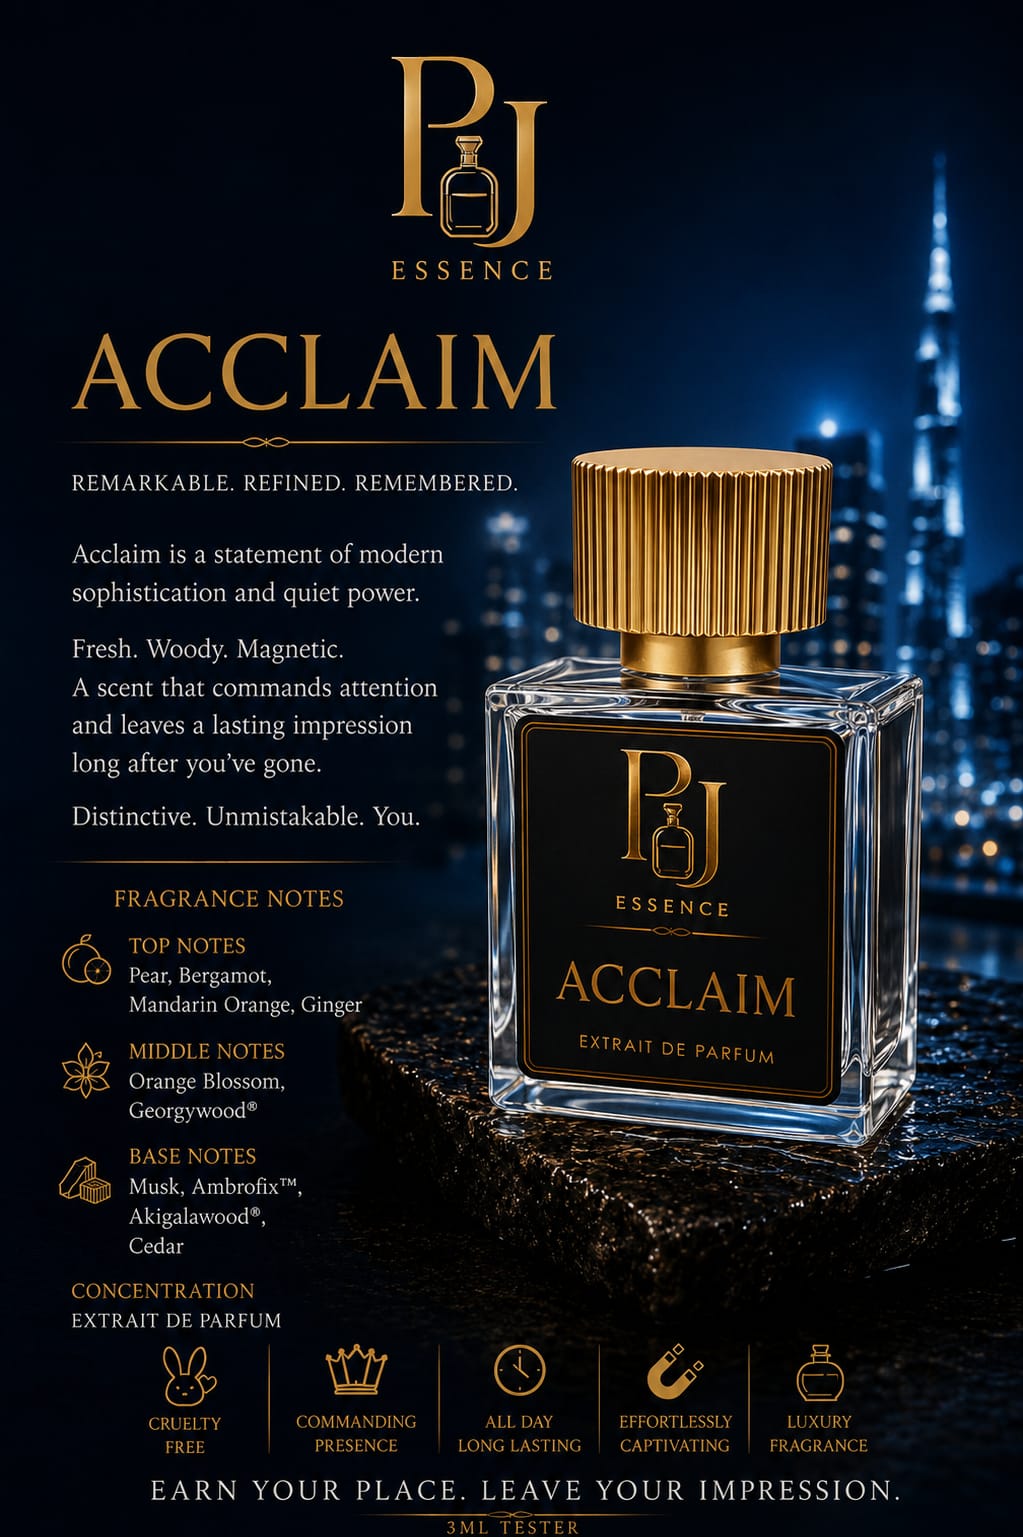 PJ
ESSENCE
ACCLAIM
REMARKABLE. REFINED. REMEMBERED.
Acclaim is a statement of modern
sophistication and quiet power.
Fresh. Woody. Magnetic.
A scent that commands attention
and leaves a lasting impression
long after you’ve gone.
Distinctive. Unmistakable. You.
FRAGRANCE NOTES
TOP NOTES
Pear, Bergamot,
Mandarin Orange, Ginger
MIDDLE NOTES
Orange Blossom,
Georgywood®
BASE NOTES
Musk, Ambrofix™,
Akigalawood®,
Cedar
CONCENTRATION
EXTRAIT DE PARFUM
PJ
ESSENCE
ACCLAIM
EXTRAIT DE PARFUM
CRUELTY
FREE
COMMANDING
PRESENCE
ALL DAY
LONG LASTING
EFFORTLESSLY
CAPTIVATING
LUXURY
FRAGRANCE
EARN YOUR PLACE. LEAVE YOUR IMPRESSION.
3ML TESTER